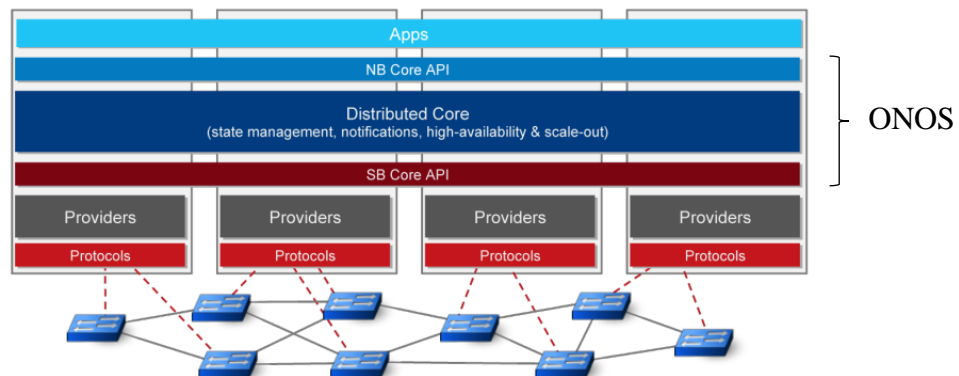 Apps
NB Core API
Distributed Core
(state management, notifications, high-availability & scale-out)
ONOS
SB Core API
Providers Providers Providers Providers
Protocols Protocols Protocols Protocols